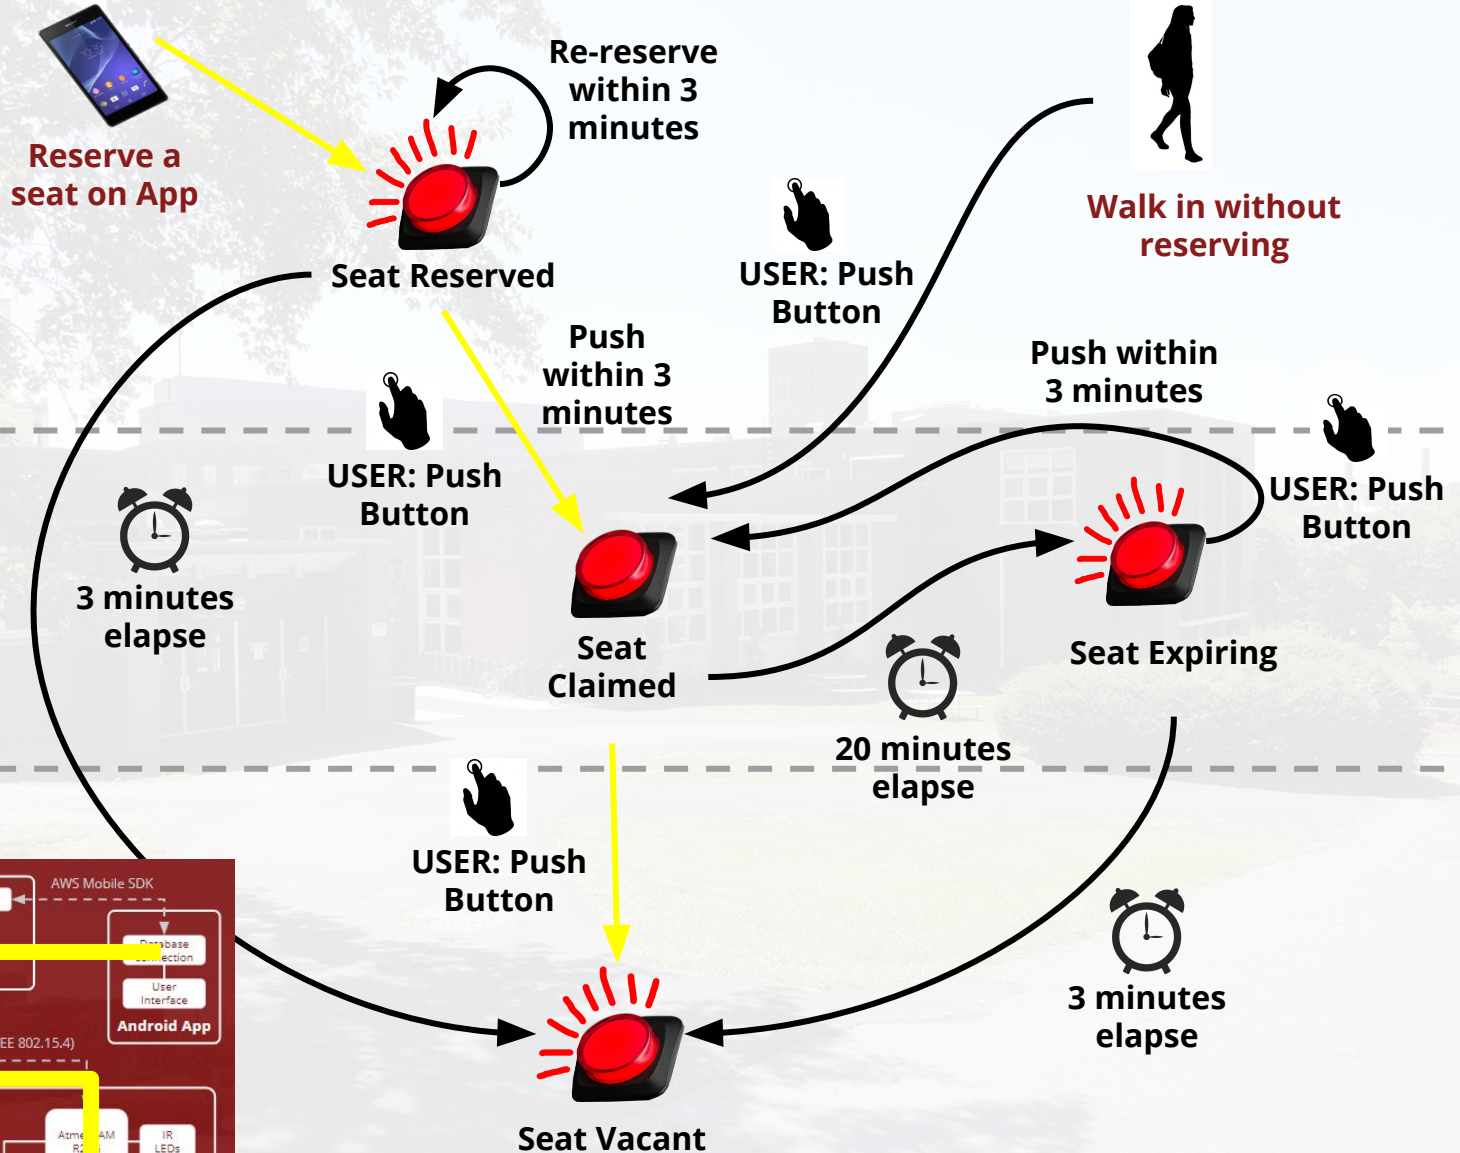 Re-reserve
within 3
minutes
Reserve a
seat on App
Walk in without
reserving
Seat Reserved
USER: Push
Button
Push
within 3
minutes
Push within
3 minutes
USER: Push
Button
USER: Push
Button
3 minutes
elapse
Seat
Claimed
Seat Expiring
20 minutes
elapse
USER: Push
Button
3 minutes
elapse
Seat Vacant
AWS Mobile SDK
Database
User
Interface
Android App
802.15.4)
IR
LEDs